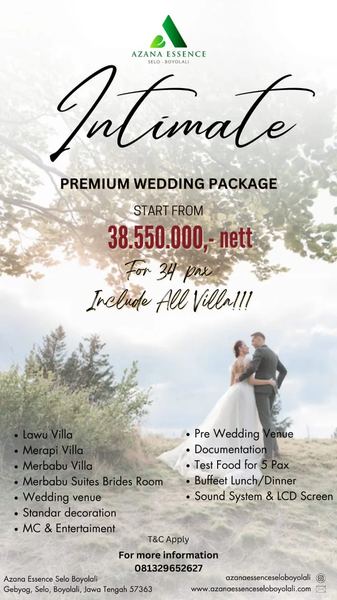 AZANA ESSENCE
SELO - BOYOLALI
Intimate
PREMIUM WEDDING PACKAGE
START FROM
38.550.000,- nett
For 34 pax
Include All Villa!!!
• Lawu Villa
• Merapi Villa
• Merbabu Villa
• Merbabu Suites Brides Room
• Wedding venue
• Standar decoration
• MC & Entertaiment
• Pre Wedding Venue
• Documentation
• Test Food for 5 Pax
• Buffeet Lunch/Dinner
• Sound System & LCD Screen
T&C Apply
For more information
081329652627
Azana Essence Selo Boyolali
Gebyog, Selo, Boyolali, Jawa Tengah 57363
azanaessenceseloboyolali
www.azanaessenceseloboyolali.com